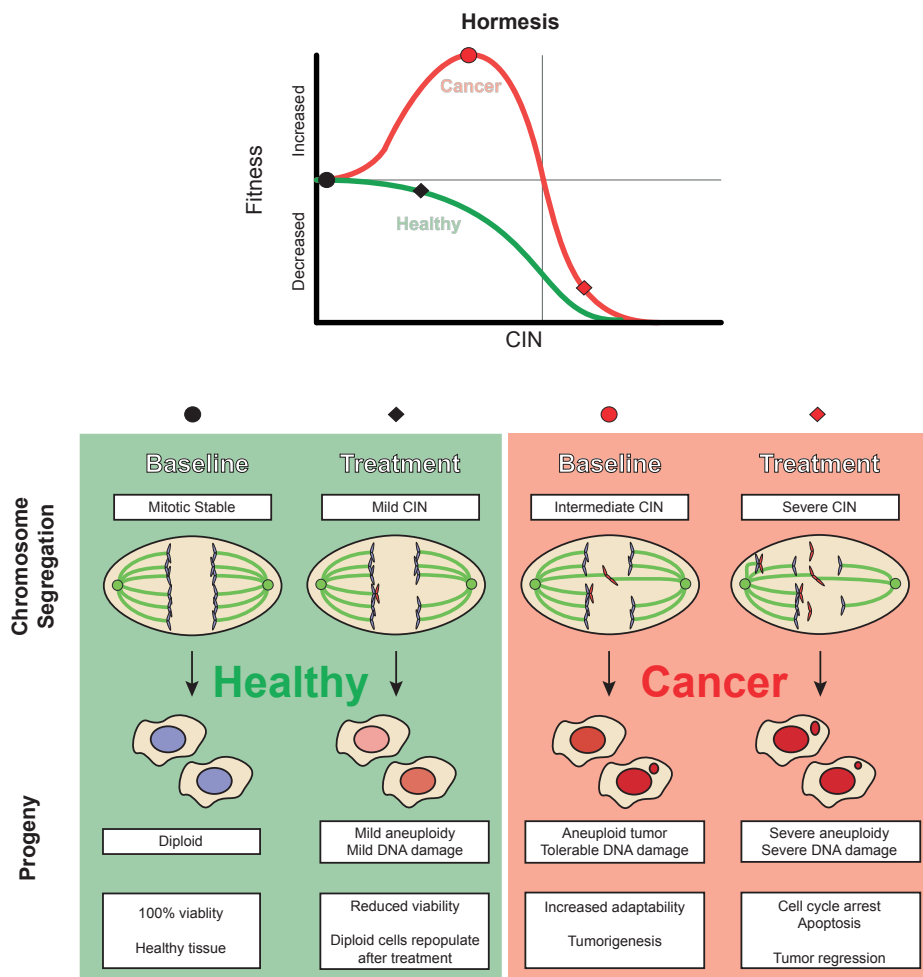 Hormesis
Increased
Cancer
Fitness
Healthy
Decreased
CIN
Baseline
Treatment
Baseline
Treatment
Mitotic Stable
Mild CIN
Intermediate CIN
Severe CIN
Chromosome
Segregation
Healthy
Cancer
Progeny
Diploid
Mild aneuploidy
Mild DNA damage
Aneuploid tumor
Tolerable DNA damage
Severe aneuploidy
Severe DNA damage
100% viablity
Healthy tissue
Reduced viability
Diploid cells repopulate
after treatment
Increased adaptability
Tumorigenesis
Cell cycle arrest
Apoptosis
Tumor regression